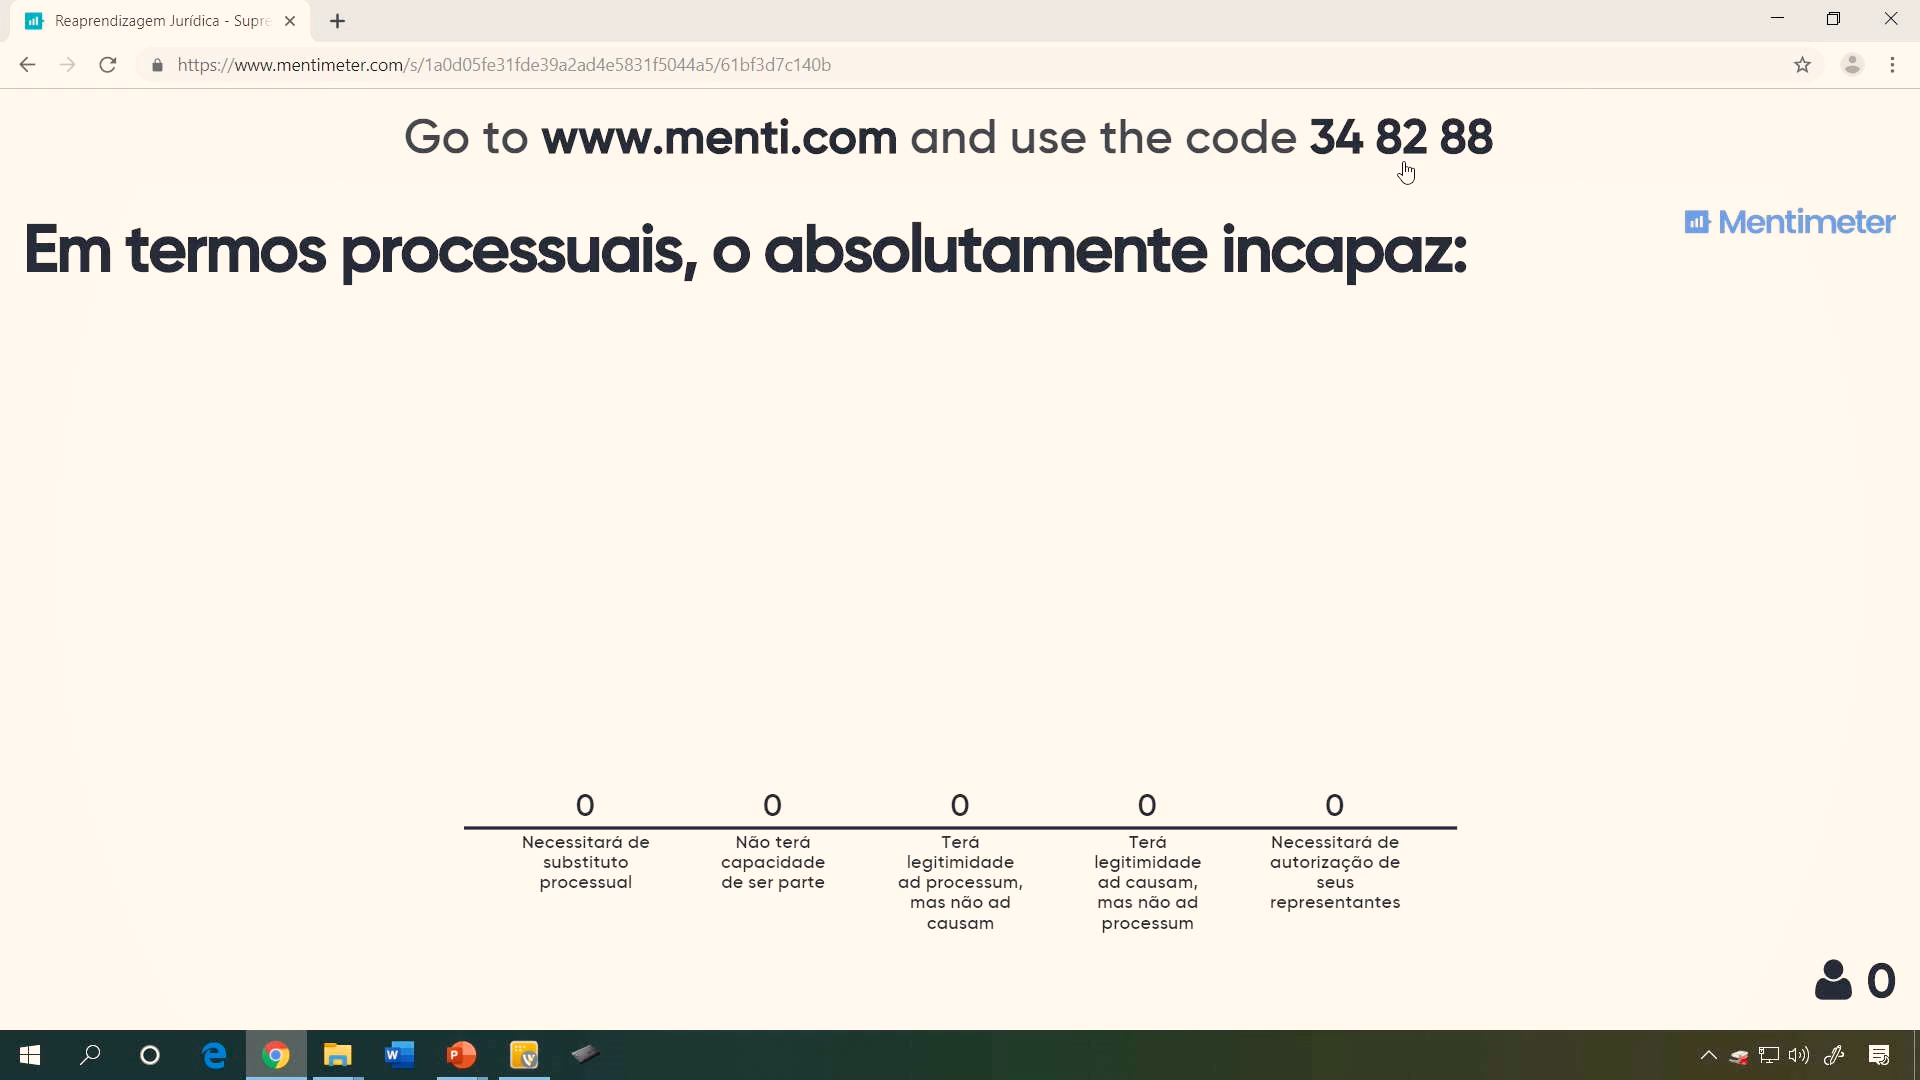 Reaprendizagem Jurídica - Supre
https://www.mentimeter.com/s/1a0d05fe31fde39a2ad4e5831f5044a5/61bf3d7c140b
Go to www.menti.com and use the code 34 82 88
Mentimeter
Em termos processuais, o absolutamente incapaz:
0
Necessitará de
substituto
processual
0
Não terá
capacidade
de ser parte
0
Terá
legitimidade
ad processum,
mas não ad
causam
0
Terá
legitimidade
ad causam,
mas não ad
processum
0
Necessitará de
autorização de
seus
representantes
0